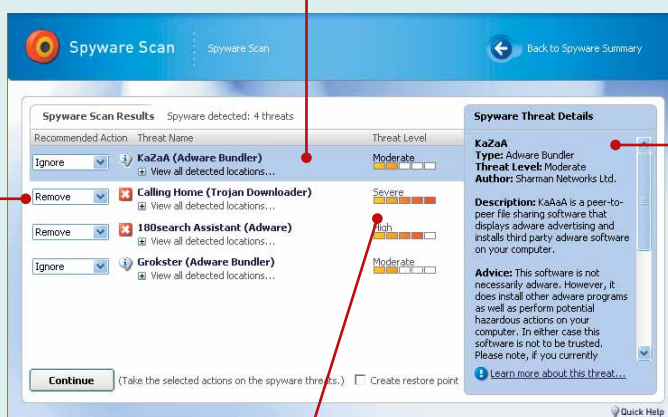 Spyware Scan
Spyware Scan
Back to Spyware Summary
Spyware Scan Results Spyware detected: 4 threats
Recommended Action Threat Name Threat Level
Ignore KaZaA (Adware Bundler) Moderate
View all detected locations...
Remove Calling Home (Trojan Downloader) Severe
View all detected locations...
Remove 180search Assistant (Adware) High
View all detected locations...
Ignore Grokster (Adware Bundler) Moderate
View all detected locations...
Continue (Take the selected actions on the spyware threats.) Create restore point
Spyware Threat Details
KaZaA
Type: Adware Bundler
Threat Level: Moderate
Author: Sharman Networks Ltd.
Description: KaAaA is a peer-to-
peer file sharing software that
displays adware advertising and
installs third party adware software
on your computer.
Advice: This software is not
necessarily adware. However, it
does install other adware programs
as well as perform potential
hazardous actions on your
computer. In either case this
software is not to be trusted.
Please note, if you currently
Learn more about this threat...
Quick Help